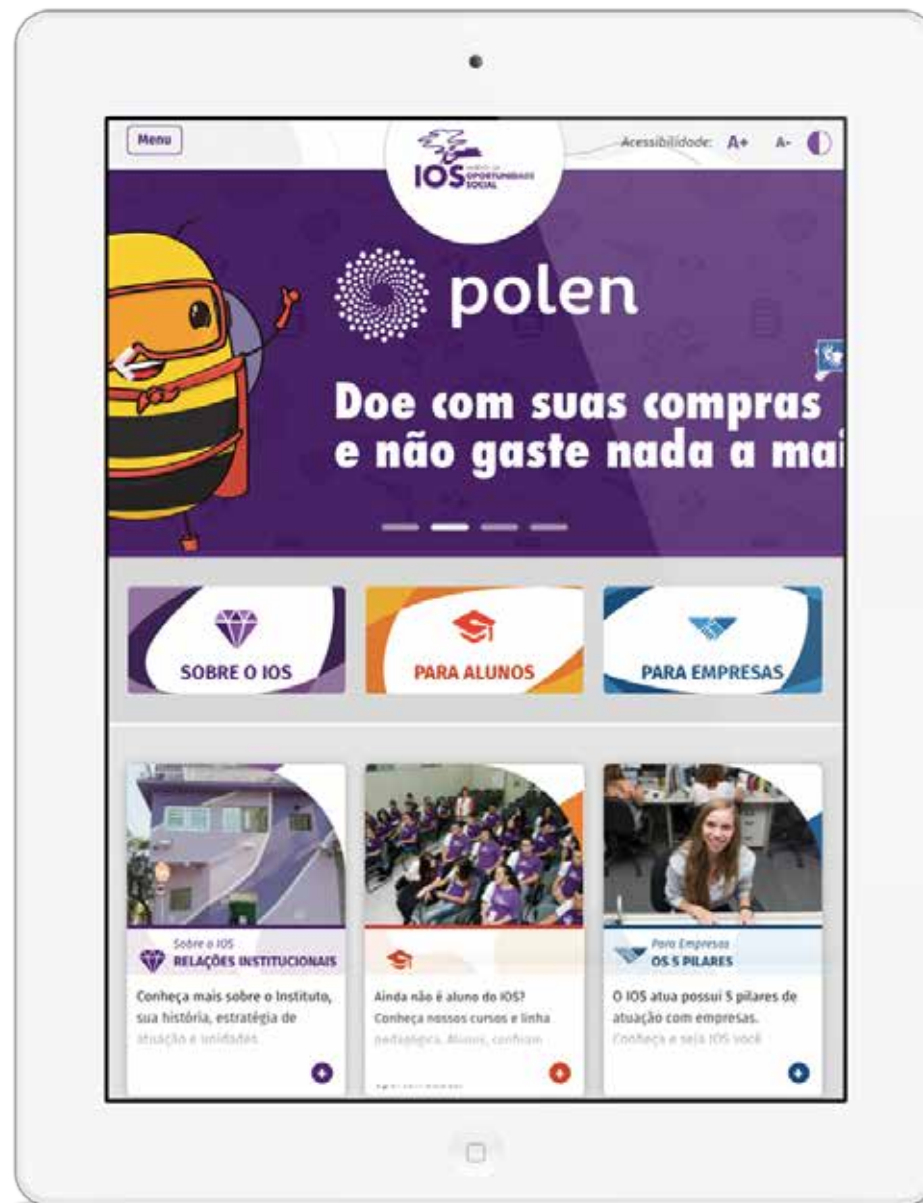 Menu
IOS INSTITUTO DA
OPORTUNIDADE
SOCIAL
Acessibilidade: A+ A-
polen
Doe com suas compras
e não gaste nada a mai
SOBRE O IOS
PARA ALUNOS
PARA EMPRESAS
Sobre o IOS
RELAÇÕES INSTITUCIONAIS
Conheça mais sobre o Instituto,
sua história, estratégia de
atuação e unidades
Ainda não é aluno do IOS?
Conheça nossos cursos e linha
pedagógica. Alunos, confiram
Para Empresas
OS 5 PILARES
O IOS atua possui 5 pilares de
atuação com empresas.
Conheça e seja IOS você